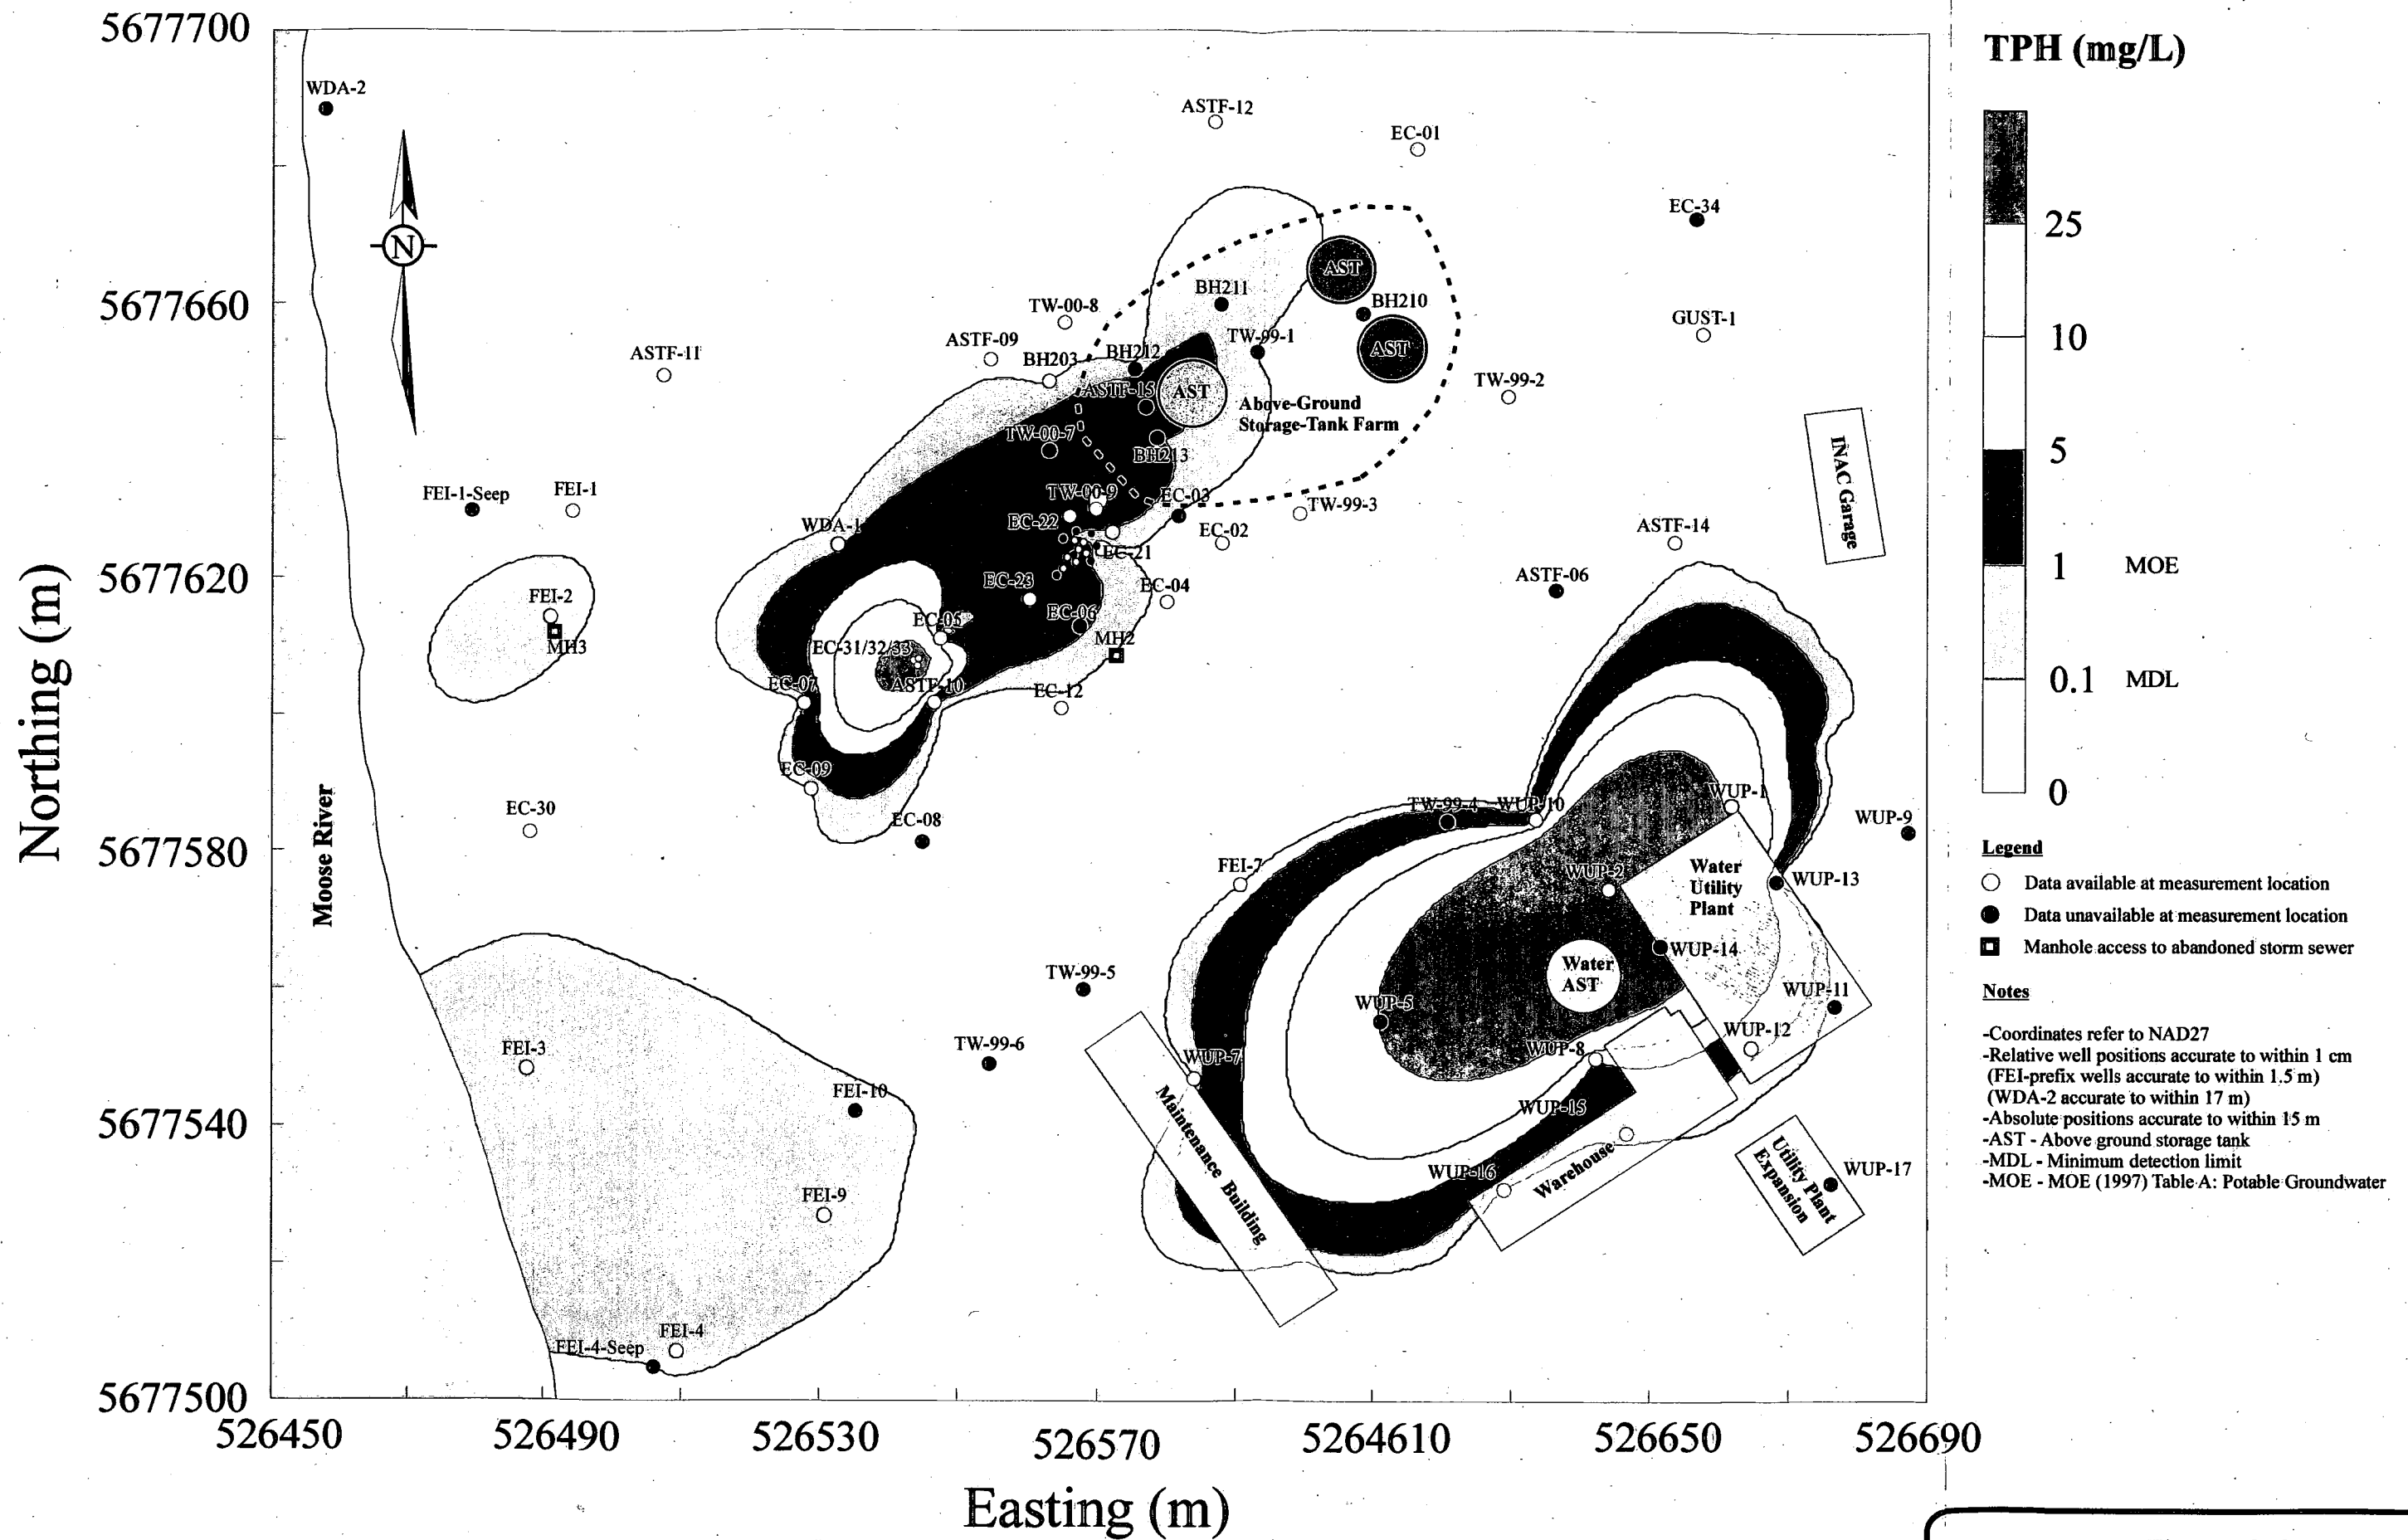 5677700
5677660
5677620
5677580
5677540
5677500
Northing (m)
526450
526490
526530
526570
526610
526650
526690
Easting (m)
WDA-2
ASTF-12
EC-01
EC-34
N
AST
BH211
BH210
TW-00-8
GUST-1
ASTF-09
TW-99-1
AST
ASTF-11
BH203
BH212
TW-99-2
ASTF-15
AST
Above-Ground
Storage-Tank Farm
TW-00-7
BH213
INAC Garage
FEI-1-Seep
FEI-1
TW-00-9
EC-03
TW-99-3
WDA-1
EC-22
EC-02
ASTF-14
EC-21
EC-23
EC-04
ASTF-06
FEI-2
EC-06
EC-05
MH3
EC-31/32/33
MH2
EC-07
ASTF-10
EC-12
EC-09
Moose River
EC-30
EC-08
TW-99-4
WUP-10
WUP-1
WUP-9
FEI-7
WUP-2
Water
Utility
Plant
WUP-13
WUP-14
TW-99-5
Water
AST
WUP-5
WUP-11
FEI-3
TW-99-6
WUP-7
WUP-8
WUP-12
FEI-10
WUP-15
Maintenance Building
WUP-16
Warehouse
Utility Plant
Expansion
WUP-17
FEI-9
FEI-4
FEI-4-Seep
TPH (mg/L)
25
10
5
1 MOE
0.1 MDL
0
Legend
Data available at measurement location
Data unavailable at measurement location
Manhole access to abandoned storm sewer
Notes
-Coordinates refer to NAD27
-Relative well positions accurate to within 1 cm
(FEI-prefix wells accurate to within 1.5 m)
(WDA-2 accurate to within 17 m)
-Absolute positions accurate to within 15 m
-AST - Above ground storage tank
-MDL - Minimum detection limit
-MOE - MOE (1997) Table A: Potable Groundwater